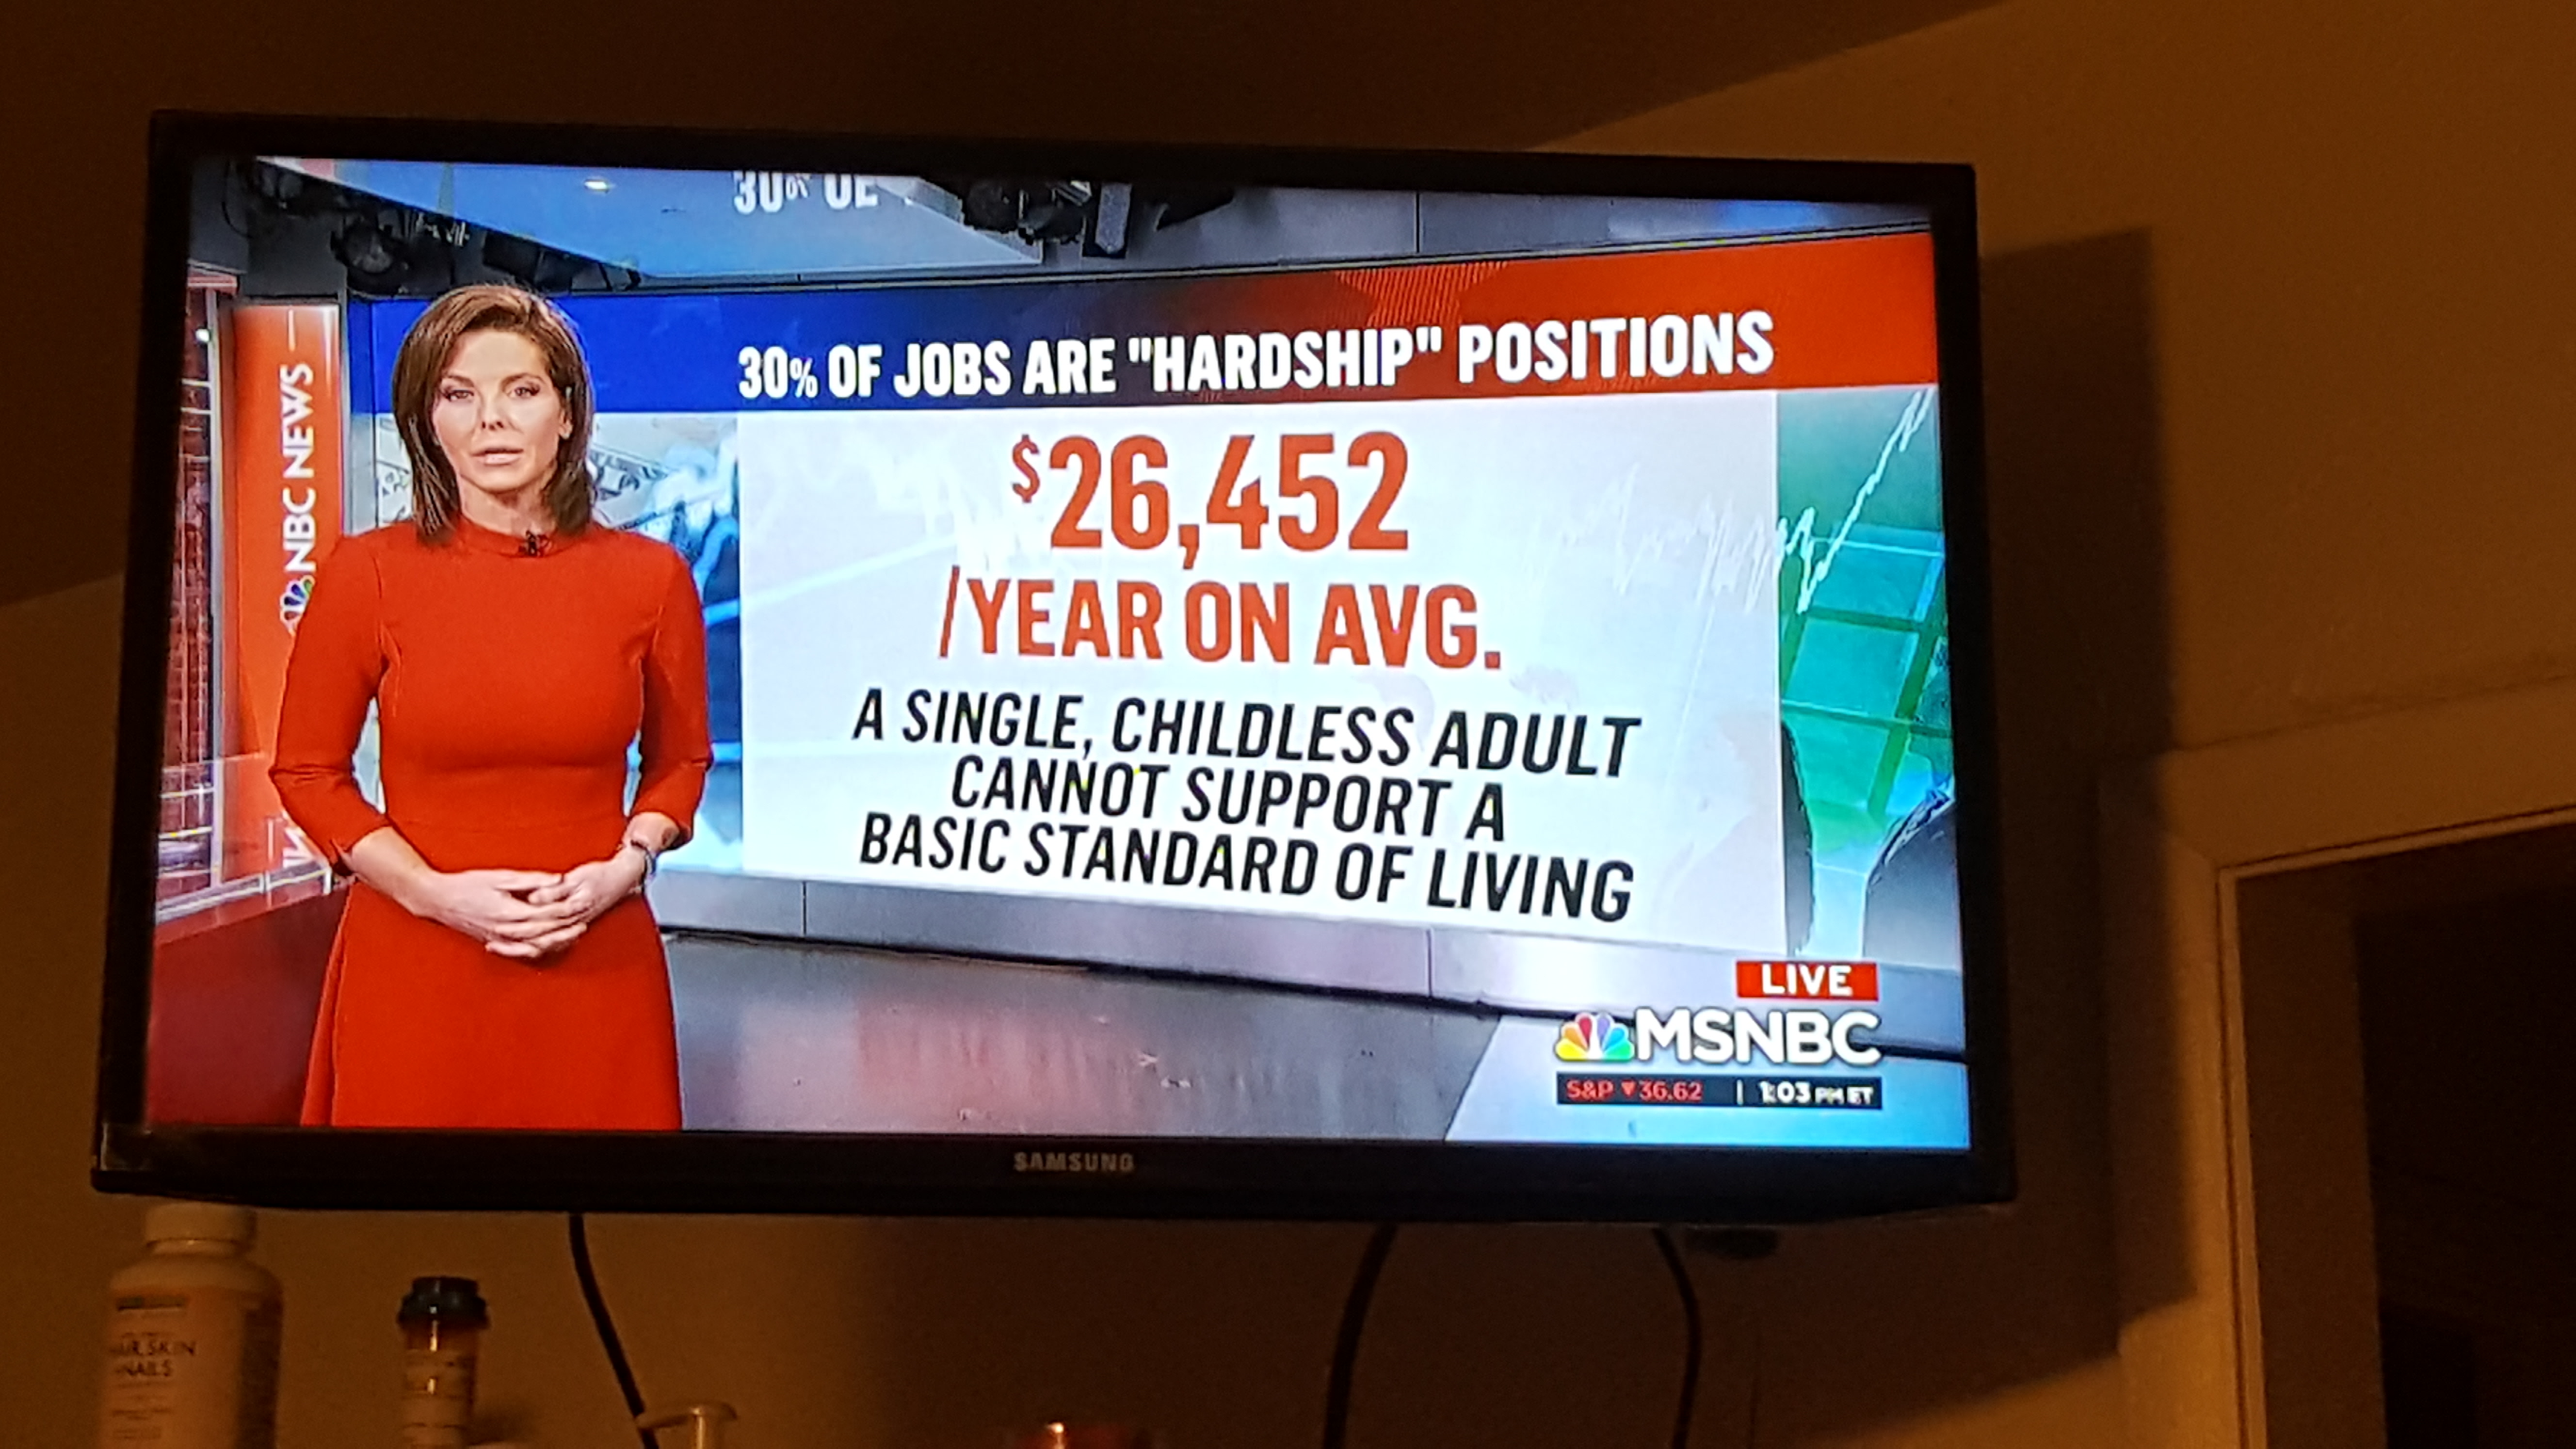 30% OF
NBC NEWS
30% OF JOBS ARE "HARDSHIP" POSITIONS
$26,452
/YEAR ON AVG.
A SINGLE, CHILDLESS ADULT
CANNOT SUPPORT A
BASIC STANDARD OF LIVING
LIVE
MSNBC
S&P ▼36.62 | 1:03 PM ET
SAMSUNG
HAIR, SKIN
& NAILS